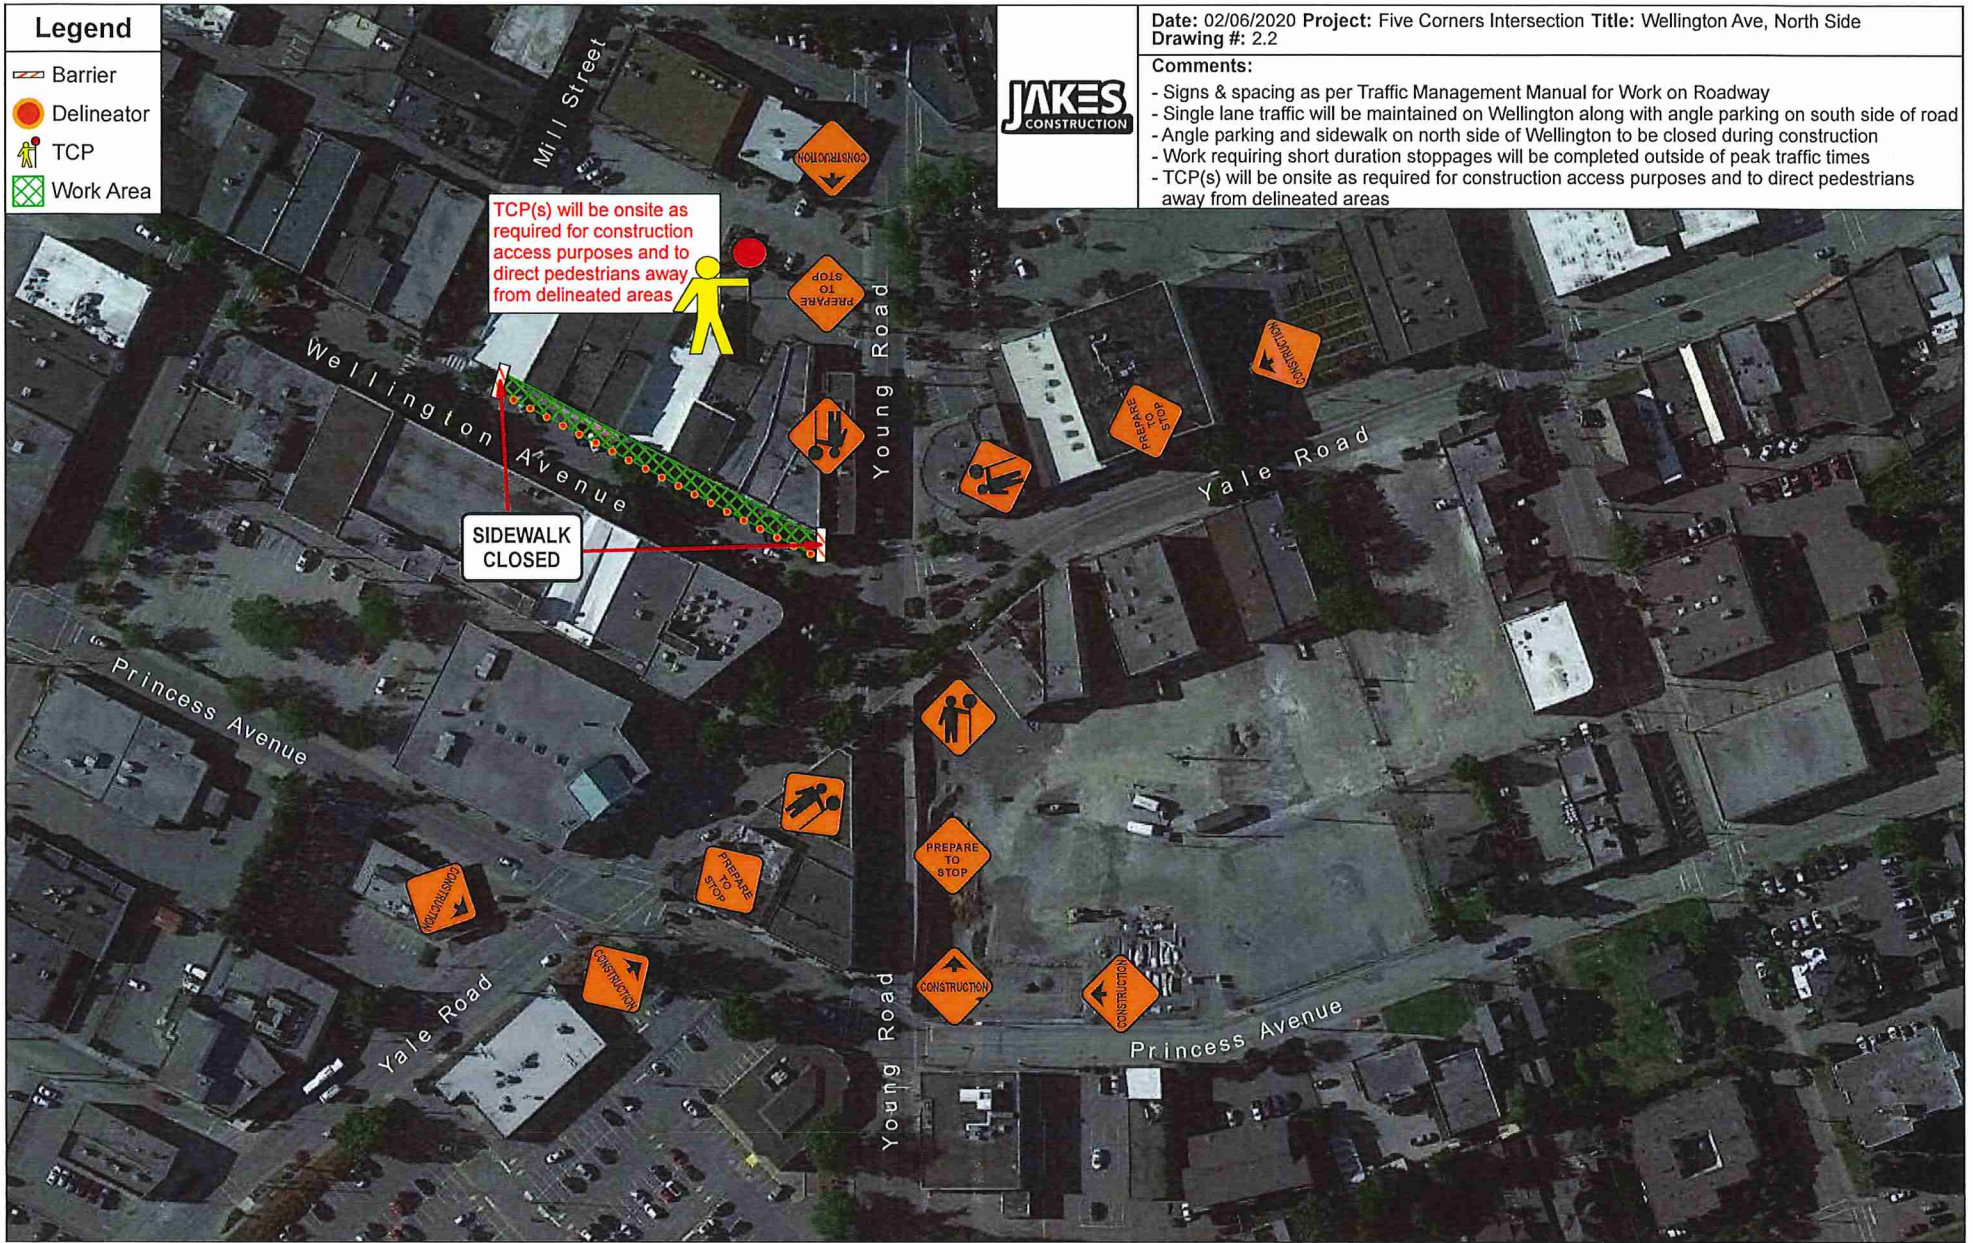 Legend
Barrier
Delineator
TCP
Work Area
JAKES
CONSTRUCTION
Date: 02/06/2020 Project: Five Corners Intersection Title: Wellington Ave, North Side
Drawing #: 2.2
Comments:
- Signs & spacing as per Traffic Management Manual for Work on Roadway
- Single lane traffic will be maintained on Wellington along with angle parking on south side of road
- Angle parking and sidewalk on north side of Wellington to be closed during construction
- Work requiring short duration stoppages will be completed outside of peak traffic times
- TCP(s) will be onsite as required for construction access purposes and to direct pedestrians
away from delineated areas
Mill Street
CONSTRUCTION
TCP(s) will be onsite as
required for construction
access purposes and to
direct pedestrians away
from delineated areas
PREPARE
TO
STOP
Young Road
CONSTRUCTION
PREPARE
TO
STOP
Wellington Avenue
Yale Road
SIDEWALK
CLOSED
Princess Avenue
PREPARE
TO
STOP
PREPARE
TO
STOP
CONSTRUCTION
CONSTRUCTION
CONSTRUCTION
CONSTRUCTION
Yale Road
Young Road
Princess Avenue